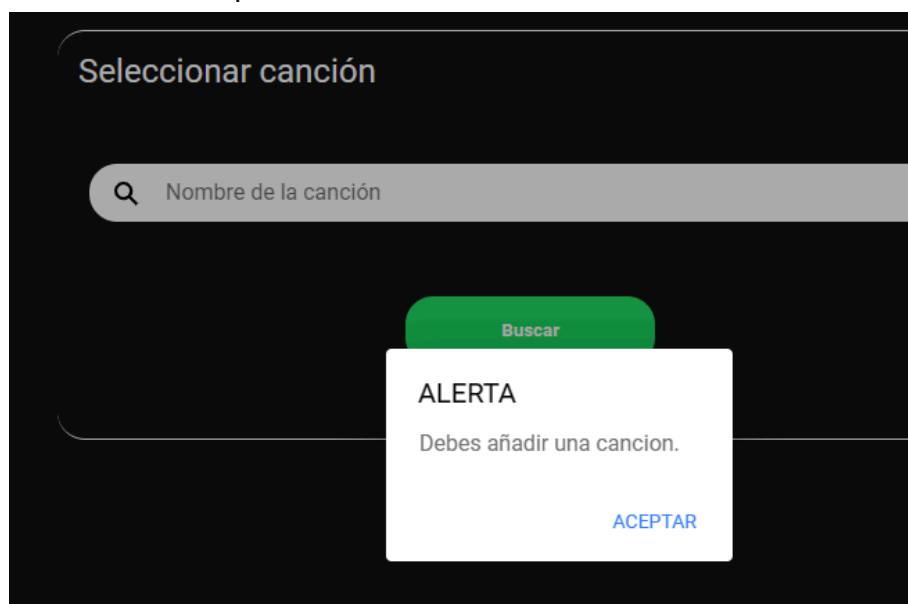 Seleccionar canción
Nombre de la canción
Buscar
ALERTA
Debes añadir una cancion.
ACEPTAR